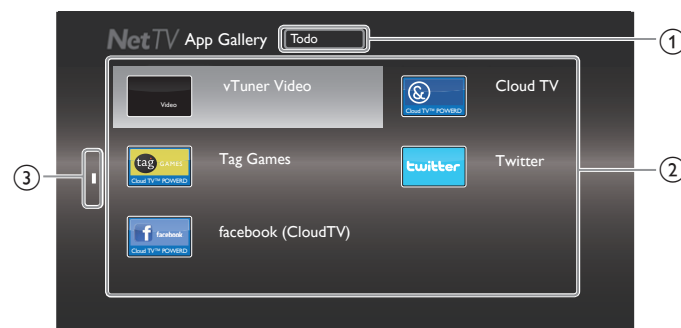 NetTV App Gallery Todo
1
Video
vTuner Video
&
Cloud TV™ POWERD
Cloud TV
tag GAMES
Cloud TV™ POWERD
Tag Games
twitter
Twitter
2
3
f facebook
Cloud TV™ POWERD
facebook (CloudTV)